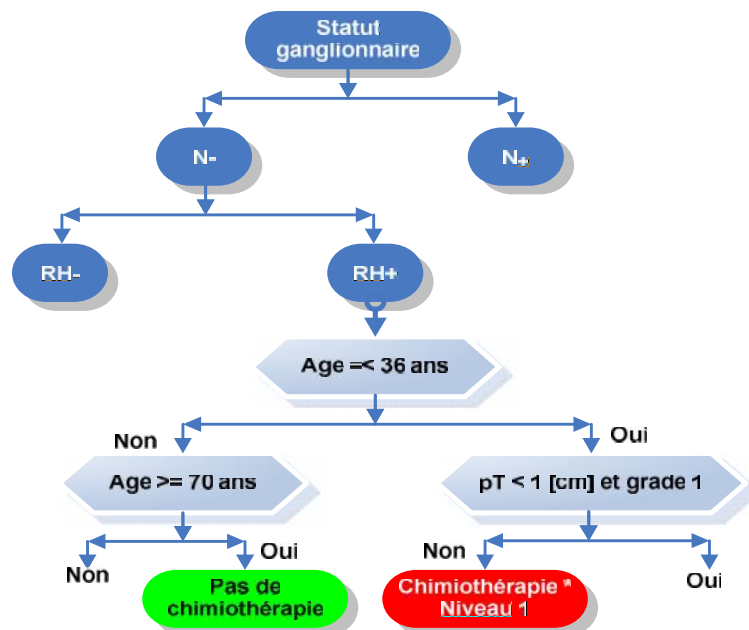 Statut
ganglionnaire
N-
N+
RH-
RH+
Age =< 36 ans
Non
Oui
Age >= 70 ans
pT < 1 [cm] et grade 1
Non
Oui
Non
Oui
Pas de
chimiothérapie
Chimiothérapie *
Niveau 1